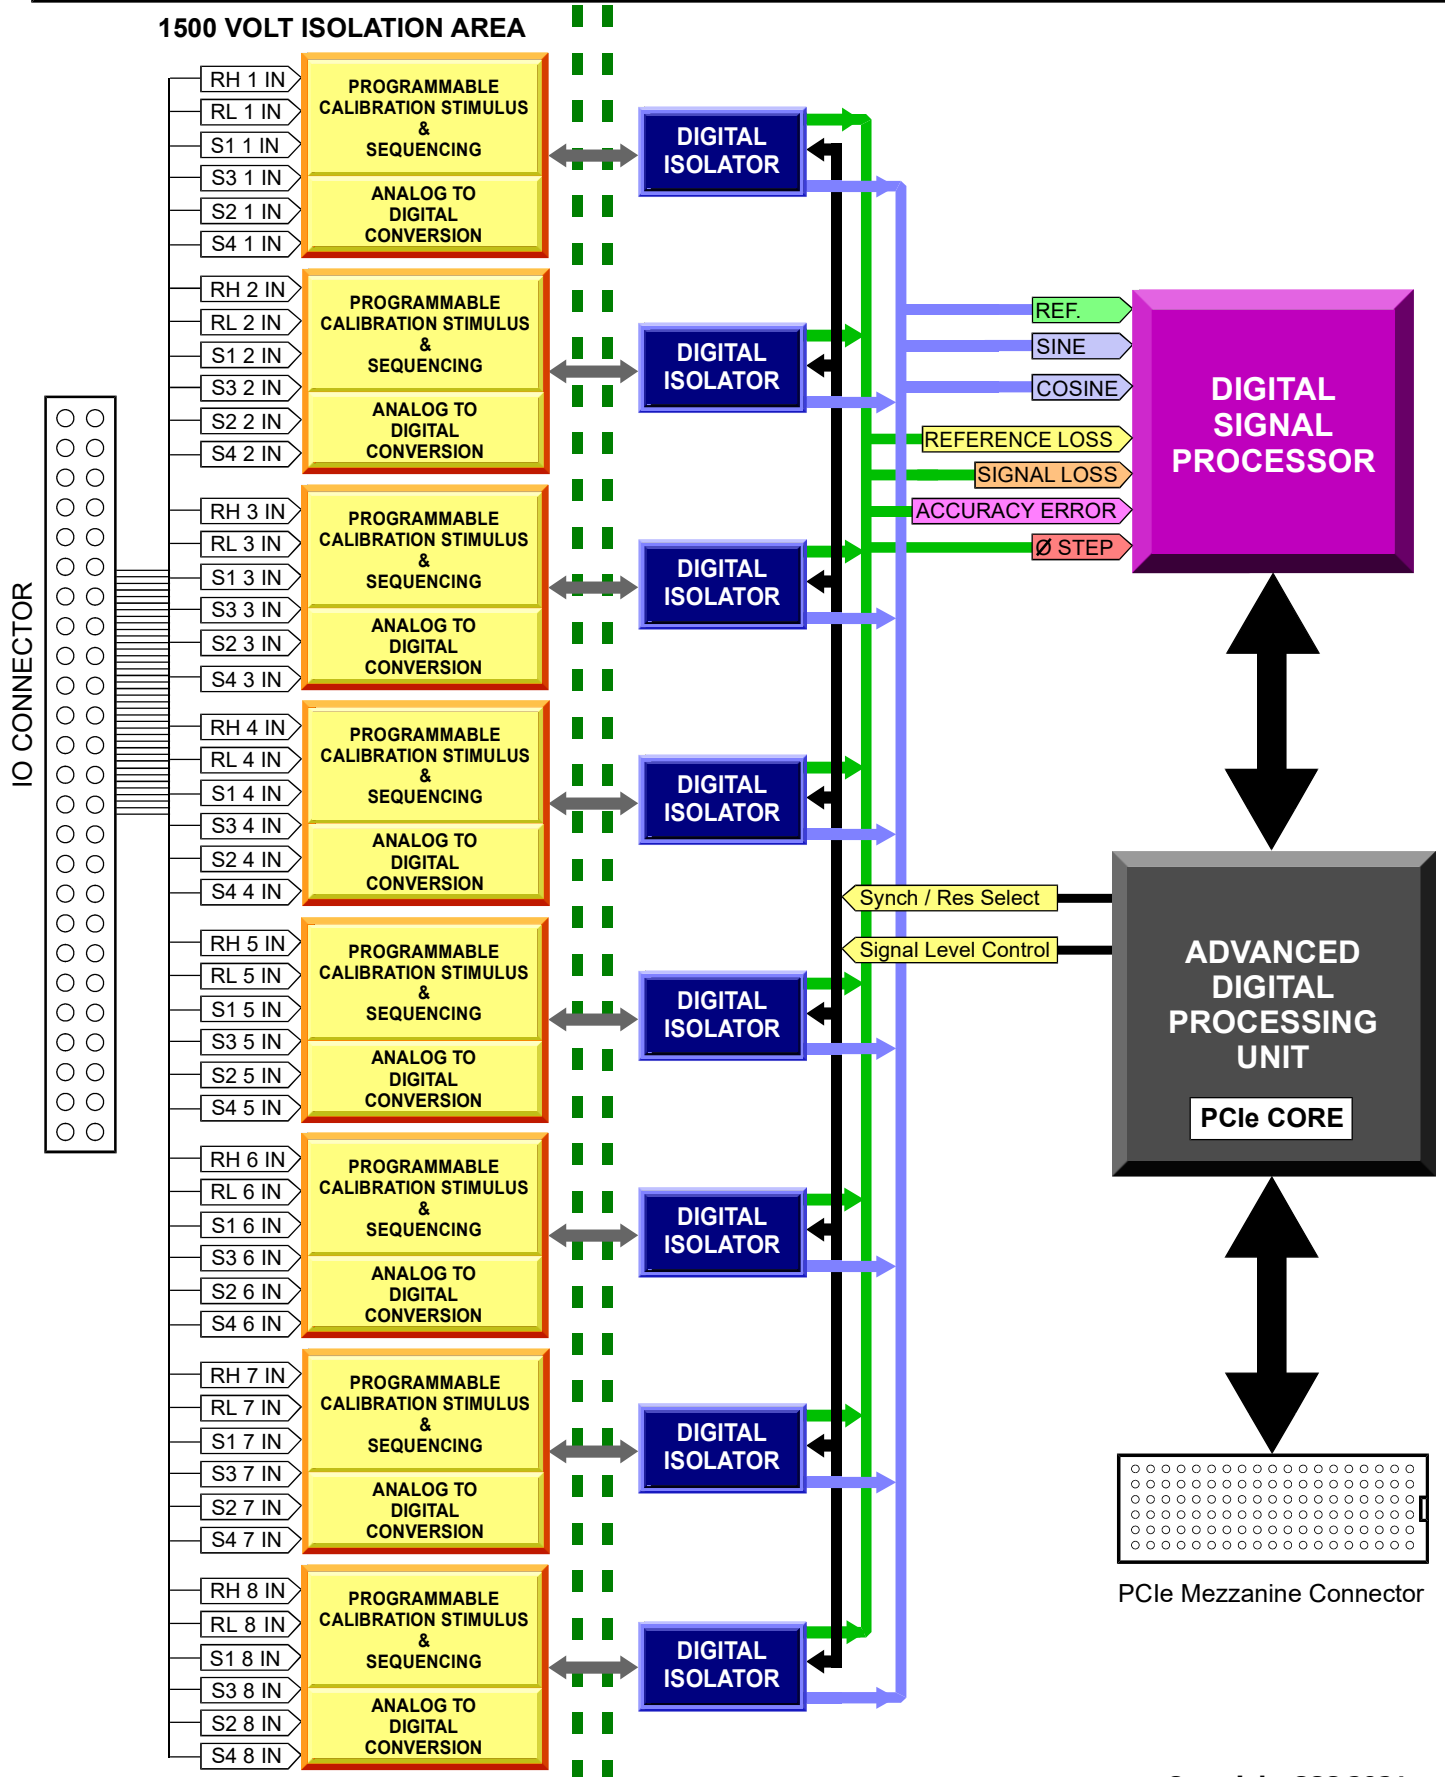 1500 VOLT ISOLATION AREA
IO CONNECTOR
RH 1 IN
RL 1 IN
S1 1 IN
S3 1 IN
S2 1 IN
S4 1 IN
PROGRAMMABLE
CALIBRATION STIMULUS
&
SEQUENCING
ANALOG TO
DIGITAL
CONVERSION
DIGITAL
ISOLATOR
RH 2 IN
RL 2 IN
S1 2 IN
S3 2 IN
S2 2 IN
S4 2 IN
PROGRAMMABLE
CALIBRATION STIMULUS
&
SEQUENCING
ANALOG TO
DIGITAL
CONVERSION
DIGITAL
ISOLATOR
RH 3 IN
RL 3 IN
S1 3 IN
S3 3 IN
S2 3 IN
S4 3 IN
PROGRAMMABLE
CALIBRATION STIMULUS
&
SEQUENCING
ANALOG TO
DIGITAL
CONVERSION
DIGITAL
ISOLATOR
RH 4 IN
RL 4 IN
S1 4 IN
S3 4 IN
S2 4 IN
S4 4 IN
PROGRAMMABLE
CALIBRATION STIMULUS
&
SEQUENCING
ANALOG TO
DIGITAL
CONVERSION
DIGITAL
ISOLATOR
RH 5 IN
RL 5 IN
S1 5 IN
S3 5 IN
S2 5 IN
S4 5 IN
PROGRAMMABLE
CALIBRATION STIMULUS
&
SEQUENCING
ANALOG TO
DIGITAL
CONVERSION
DIGITAL
ISOLATOR
RH 6 IN
RL 6 IN
S1 6 IN
S3 6 IN
S2 6 IN
S4 6 IN
PROGRAMMABLE
CALIBRATION STIMULUS
&
SEQUENCING
ANALOG TO
DIGITAL
CONVERSION
DIGITAL
ISOLATOR
RH 7 IN
RL 7 IN
S1 7 IN
S3 7 IN
S2 7 IN
S4 7 IN
PROGRAMMABLE
CALIBRATION STIMULUS
&
SEQUENCING
ANALOG TO
DIGITAL
CONVERSION
DIGITAL
ISOLATOR
RH 8 IN
RL 8 IN
S1 8 IN
S3 8 IN
S2 8 IN
S4 8 IN
PROGRAMMABLE
CALIBRATION STIMULUS
&
SEQUENCING
ANALOG TO
DIGITAL
CONVERSION
DIGITAL
ISOLATOR
REF.
SINE
COSINE
REFERENCE LOSS
SIGNAL LOSS
ACCURACY ERROR
Ø STEP
DIGITAL
SIGNAL
PROCESSOR
Synch / Res Select
Signal Level Control
ADVANCED
DIGITAL
PROCESSING
UNIT
PCIe CORE
PCIe Mezzanine Connector